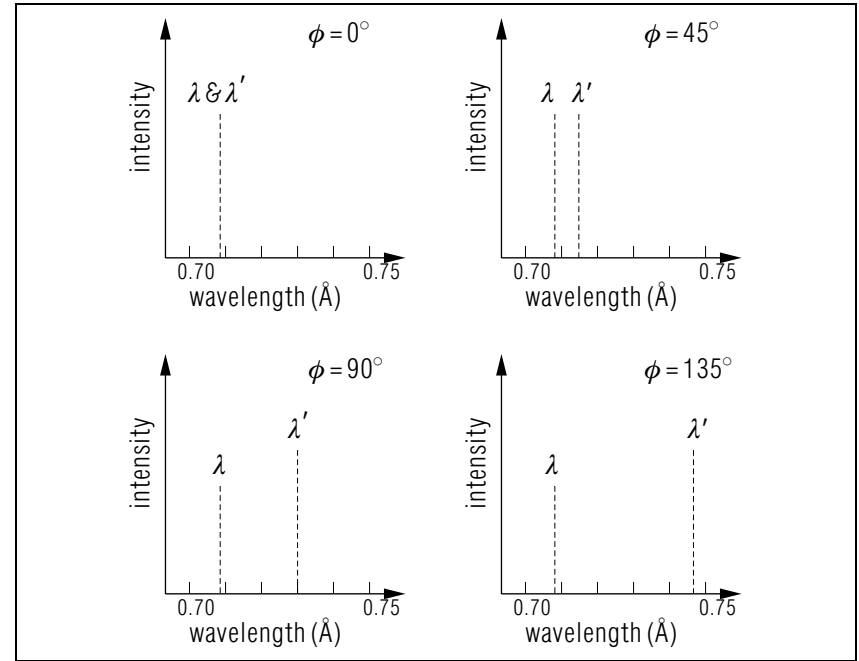 ϕ = 0°
λ & λ′
intensity
0.70 0.75
wavelength (Å)
ϕ = 45°
λ λ′
intensity
0.70 0.75
wavelength (Å)
ϕ = 90°
λ′
λ
intensity
0.70 0.75
wavelength (Å)
ϕ = 135°
λ′
λ
intensity
0.70 0.75
wavelength (Å)